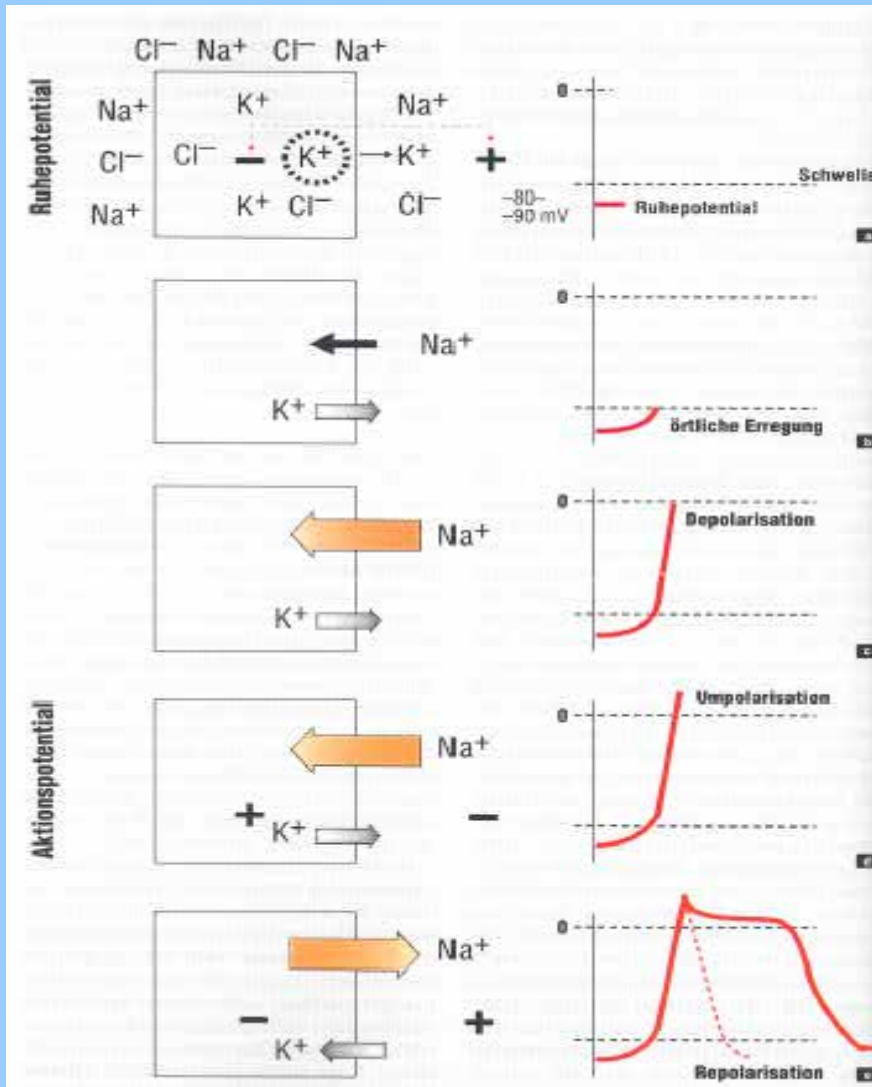 Ruhepotential
Cl⁻ Na⁺ Cl⁻ Na⁺
Na⁺ K⁺ Na⁺
Cl⁻ Cl⁻ − K⁺ K⁺ +
Na⁺ K⁺ Cl⁻ Cl⁻
0
Schwelle
–80–
–90 mV
Ruhepotential
a
Na⁺
K⁺
0
örtliche Erregung
b
Na⁺
K⁺
0
Depolarisation
c
Aktionspotential
Na⁺
+ −
K⁺
0
Umpolarisation
d
Na⁺
− +
K⁺
0
Repolarisation
e